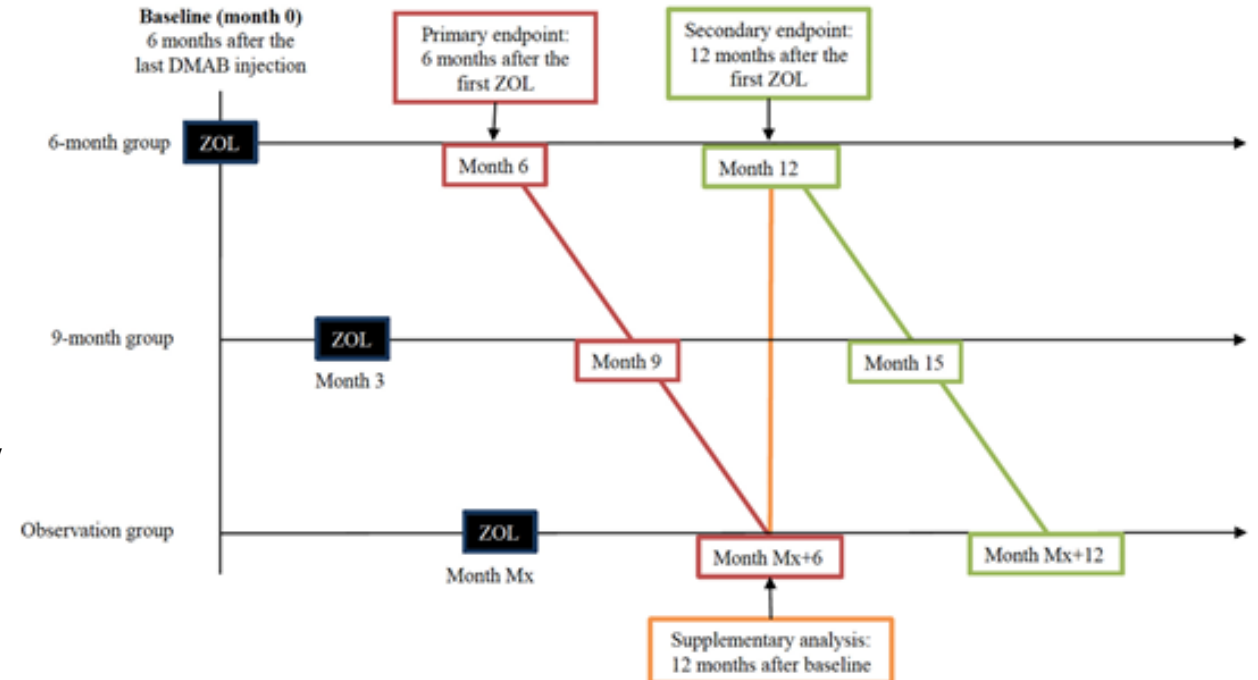 Baseline (month 0)
6 months after the
last DMAB injection
Primary endpoint:
6 months after the
first ZOL
Secondary endpoint:
12 months after the
first ZOL
6-month group
ZOL
Month 6
Month 12
9-month group
ZOL
Month 3
Month 9
Month 15
Observation group
ZOL
Month Mx
Month Mx+6
Month Mx+12
Supplementary analysis:
12 months after baseline